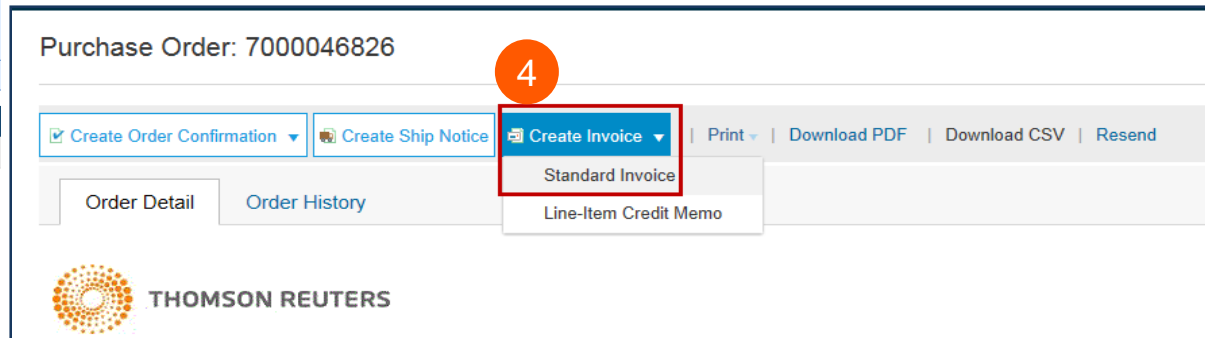 Purchase Order: 7000046826
4
Create Order Confirmation Create Ship Notice Create Invoice | Print | Download PDF | Download CSV | Resend
Standard Invoice
Order Detail Order History
Line-Item Credit Memo
THOMSON REUTERS